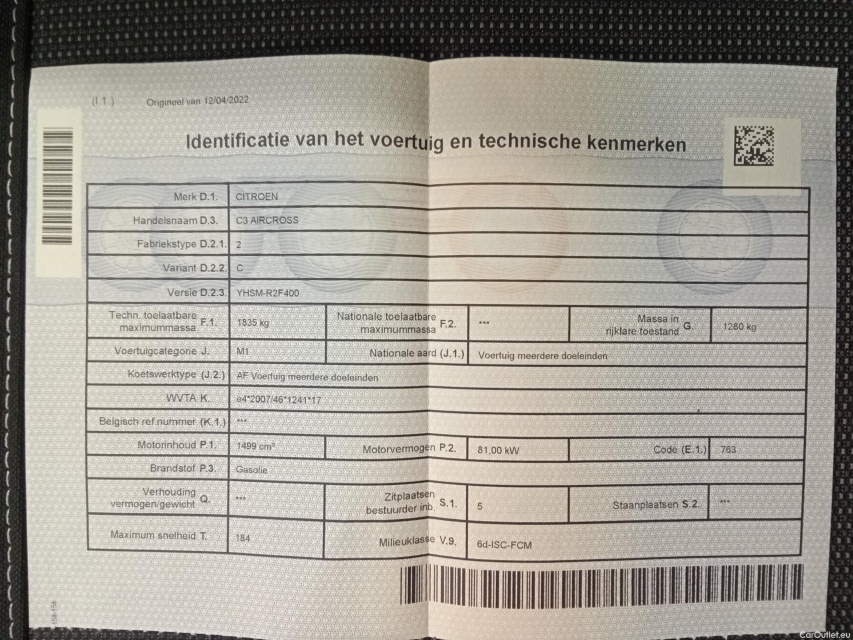 (I 1.) Origineel van 12/04/2022
Identificatie van het voertuig en technische kenmerken
Merk D.1. CITROEN
Handelsnaam D.3. C3 AIRCROSS
Fabriekstype D.2.1. 2
Variant D.2.2. C
Versie D.2.3. YHSM-R2F400
Techn. toelaatbare maximummassa F.1. 1835 kg Nationale toelaatbare maximummassa F.2. *** Massa in rijklare toestand G. 1280 kg
Voertuigcategorie J. M1 Nationale aard (J.1.) Voertuig meerdere doeleinden
Koetswerktype (J.2.) AF Voertuig meerdere doeleinden
WVTA K. e4*2007/46*1241*17
Belgisch ref.nummer (K.1.) ***
Motorinhoud P.1. 1499 cm³ Motorvermogen P.2. 81,00 kW Code (E.1.) 763
Brandstof P.3. Gasolie
Verhouding vermogen/gewicht Q. *** Zitplaatsen bestuurder inb. S.1. 5 Staanplaatsen S.2. ***
Maximum snelheid T. 184 Milieuklasse V.9. 6d-ISC-FCM
CarOutlet.eu